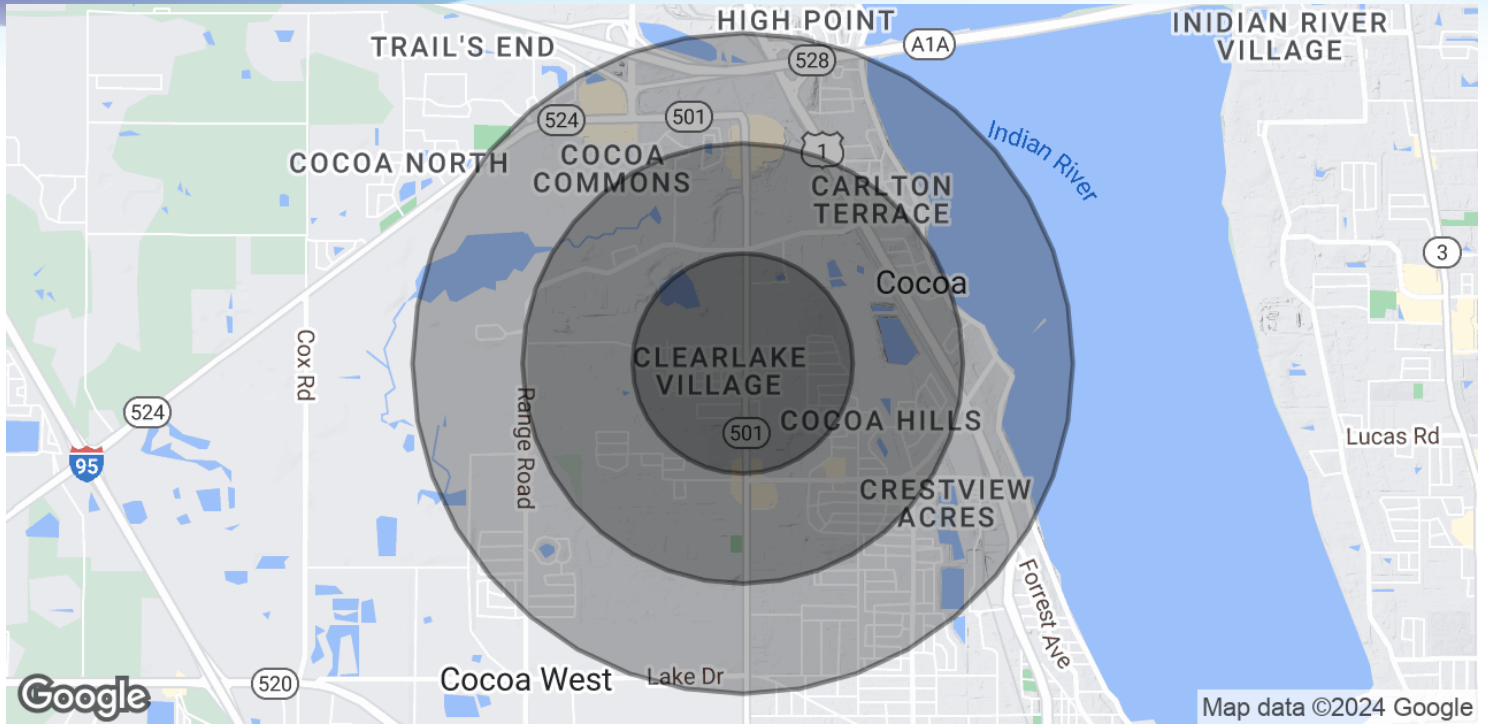 HIGH POINT
TRAIL'S END
528
A1A
INIDIAN RIVER
VILLAGE
524
501
Indian River
COCOA NORTH
COCOA
COMMONS
1
CARLTON
TERRACE
3
Cocoa
Cox Rd
CLEARLAKE
VILLAGE
Range Road
524
501
COCOA HILLS
Lucas Rd
95
CRESTVIEW
ACRES
Forrest Ave
520
Cocoa West
Lake Dr
Google
Map data ©2024 Google